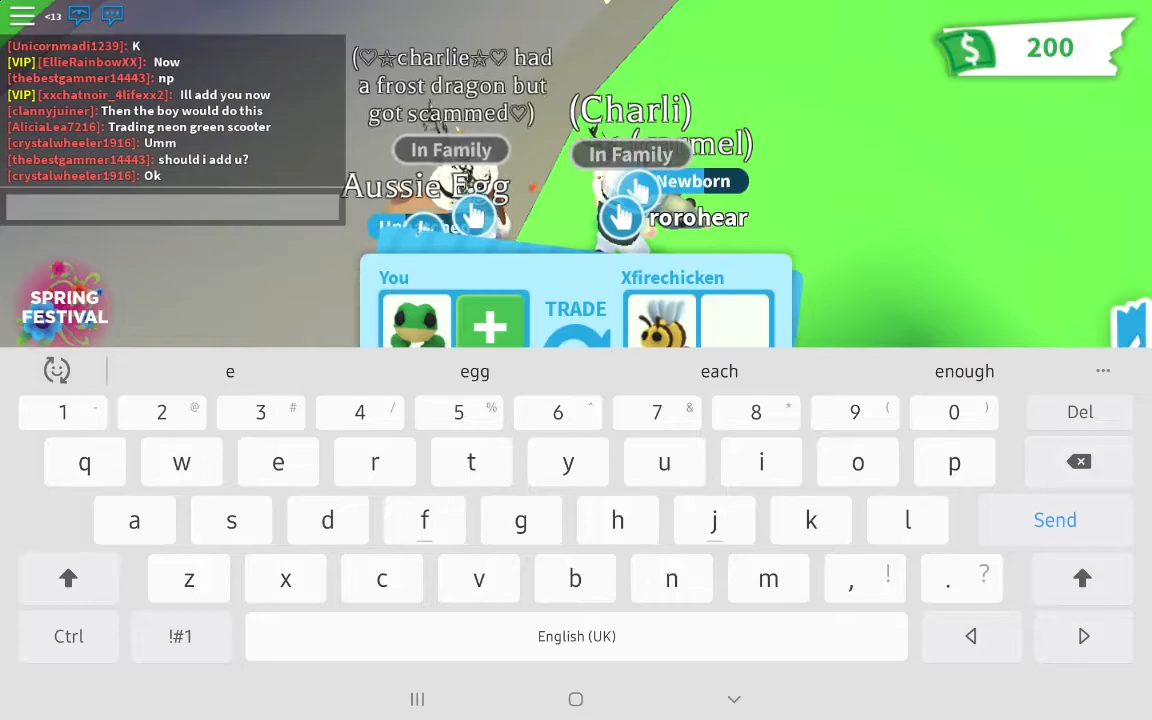 <13
[Unicornmadi1239]: K
[VIP][EllieRainbowXX]: Now
[thebestgammer14443]: np
[VIP][xxchatnoir_4lifexx2]: Ill add you now
[clannyjuiner]: Then the boy would do this
[AliciaLea7216]: Trading neon green scooter
[crystalwheeler1916]: Umm
[thebestgammer14443]: should i add u?
[crystalwheeler1916]: Ok
(♡☆charlie☆♡ had
a frost dragon but
got scammed♡)
In Family
Aussie Egg
(Charli)
In Family
Newborn
rorohear
$ 200
SPRING
FESTIVAL
You
Xfirechicken
TRADE
e egg each enough ...
1 - 2 @ 3 # 4 / 5 % 6 ^ 7 & 8 * 9 ( 0 ) Del
q w e r t y u i o p
a s d f g h j k l Send
z x c v b n m , ! . ?
Ctrl !#1 English (UK)